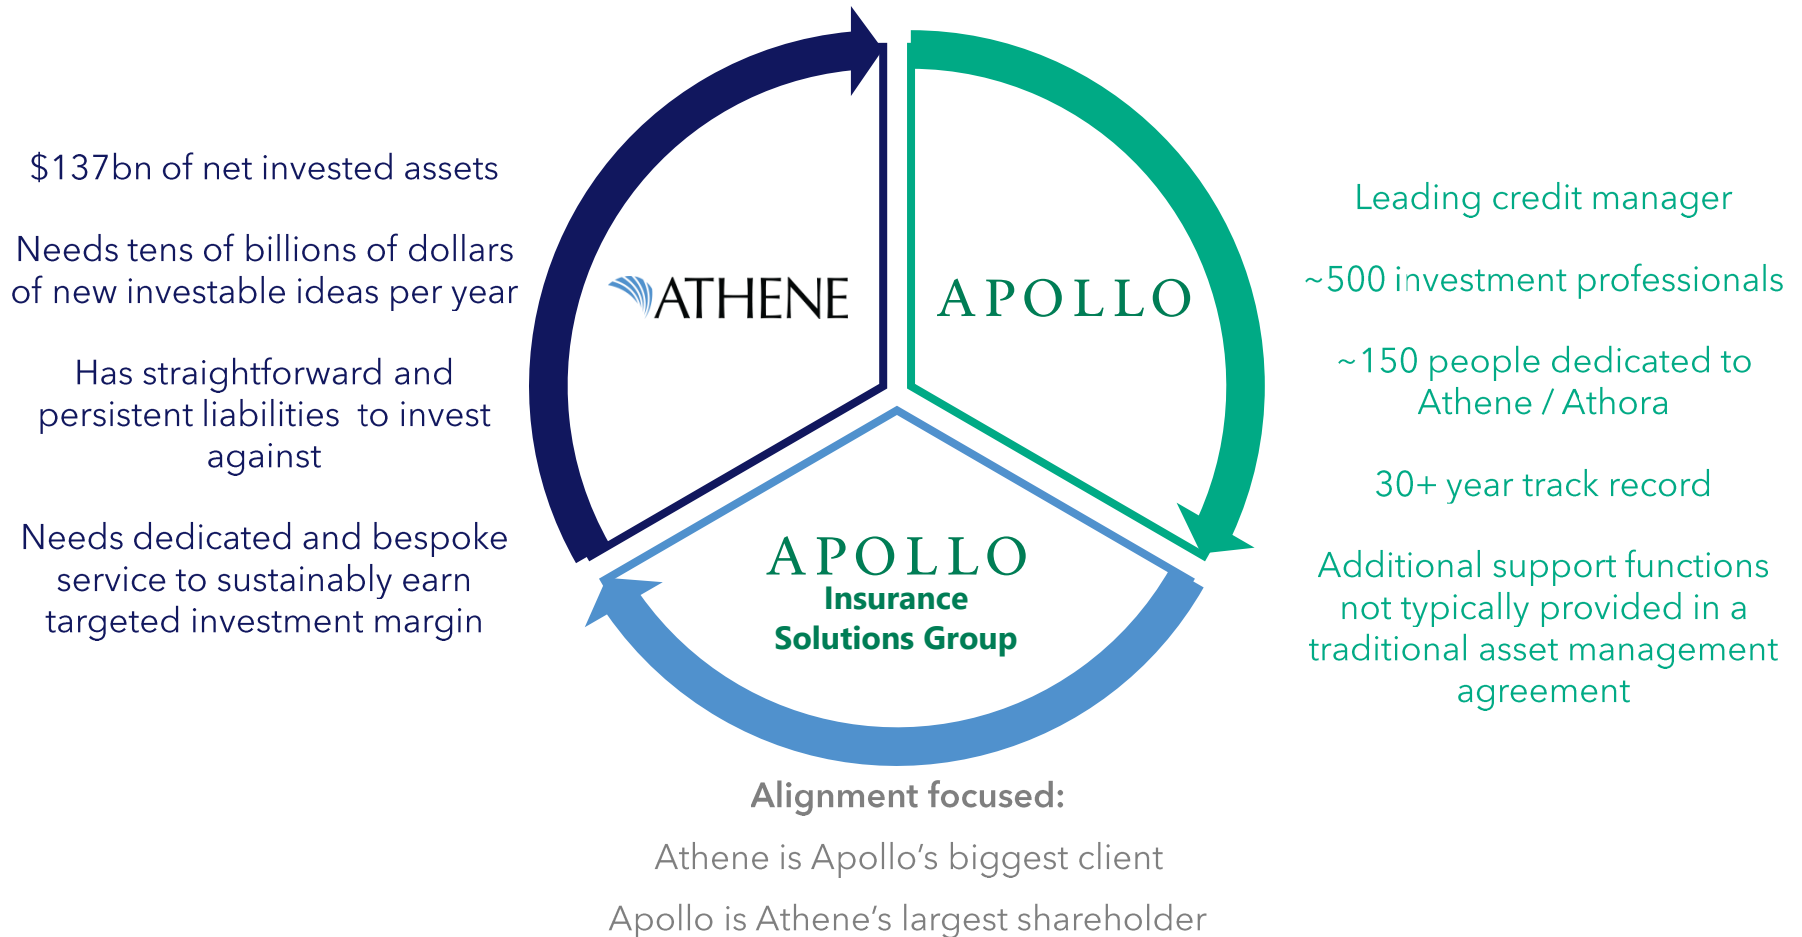 $137bn of net invested assets
Needs tens of billions of dollars
of new investable ideas per year
Has straightforward and
persistent liabilities  to invest
against
Needs dedicated and bespoke
service to sustainably earn
targeted investment margin
ATHENE
APOLLO
Leading credit manager
~500 investment professionals
~150 people dedicated to
Athene / Athora
30+ year track record
Additional support functions
not typically provided in a
traditional asset management
agreement
APOLLO
Insurance
Solutions Group
Alignment focused:
Athene is Apollo’s biggest client
Apollo is Athene’s largest shareholder